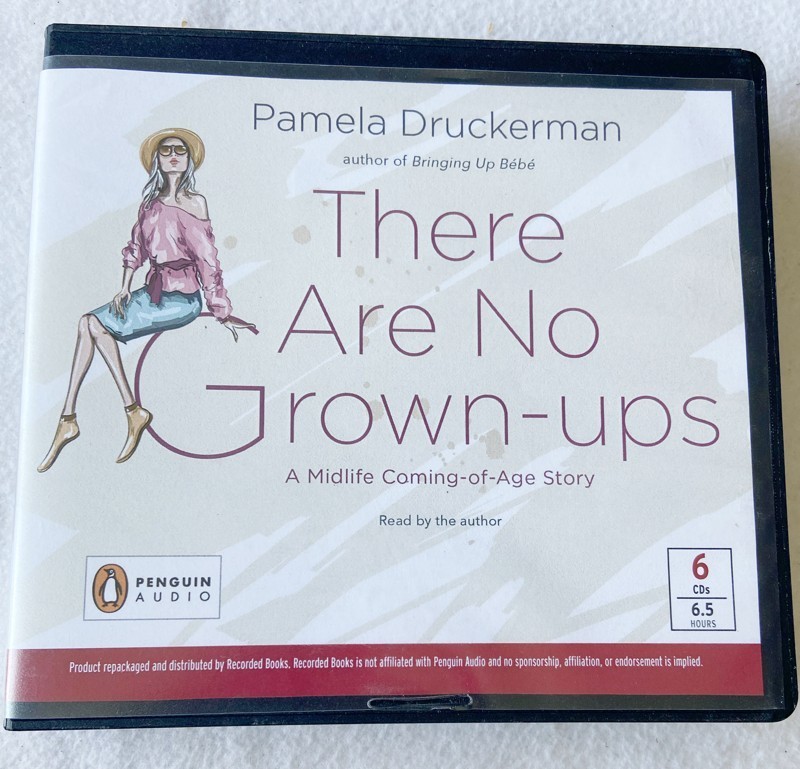 Pamela Druckerman
author of Bringing Up Bébé
There
Are No
Grown-ups
A Midlife Coming-of-Age Story
Read by the author
PENGUIN
AUDIO
6
CDs
6.5
HOURS
Product repackaged and distributed by Recorded Books. Recorded Books is not affiliated with Penguin Audio and no sponsorship, affiliation, or endorsement is implied.